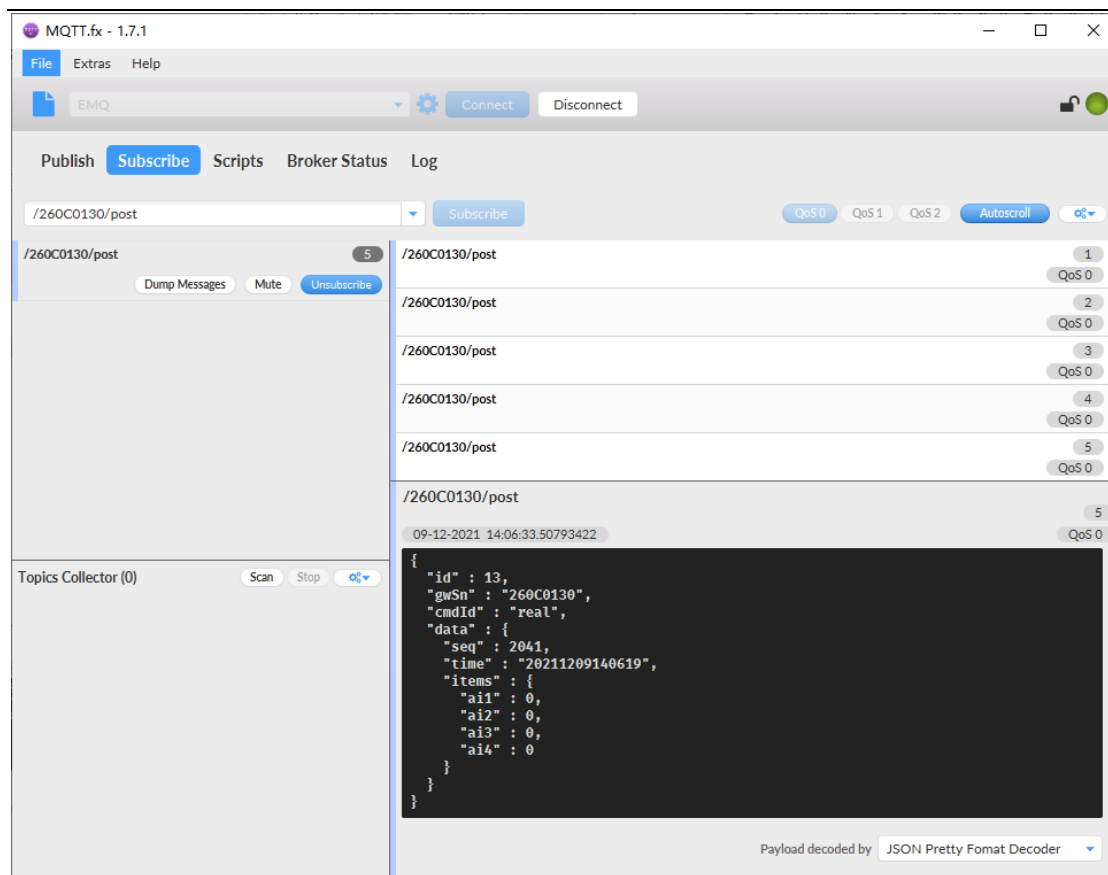 MQTT.fx - 1.7.1
File Extras Help
EMQ Connect Disconnect
Publish Subscribe Scripts Broker Status Log
/260C0130/post Subscribe QoS 0 QoS 1 QoS 2 Autoscroll
/260C0130/post 5
Dump Messages Mute Unsubscribe
/260C0130/post 1
QoS 0
/260C0130/post 2
QoS 0
/260C0130/post 3
QoS 0
/260C0130/post 4
QoS 0
/260C0130/post 5
QoS 0
Topics Collector (0) Scan Stop
/260C0130/post 5
09-12-2021 14:06:33.50793422 QoS 0
{
"id" : 13,
"gwSn" : "260C0130",
"cmdId" : "real",
"data" : {
"seq" : 2041,
"time" : "20211209140619",
"items" : {
"ai1" : 0,
"ai2" : 0,
"ai3" : 0,
"ai4" : 0
}
}
}
Payload decoded by JSON Pretty Fomat Decoder